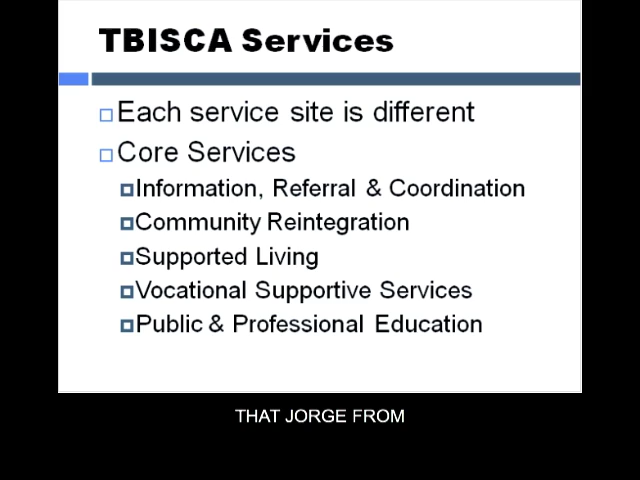 TBISCA Services
Each service site is different
Core Services
Information, Referral & Coordination
Community Reintegration
Supported Living
Vocational Supportive Services
Public & Professional Education
THAT JORGE FROM